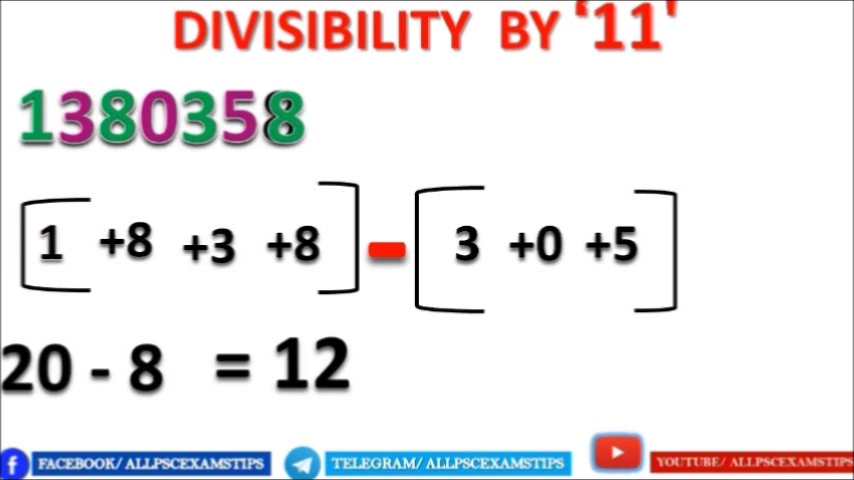 DIVISIBILITY BY '11'
1380358
[1 +8 +3 +8] - [3 +0 +5]
20 - 8 = 12
f FACEBOOK/ ALLPSCEXAMSTIPS TELEGRAM/ ALLPSCEXAMSTIPS YOUTUBE/ ALLPSCEXAMSTIPS